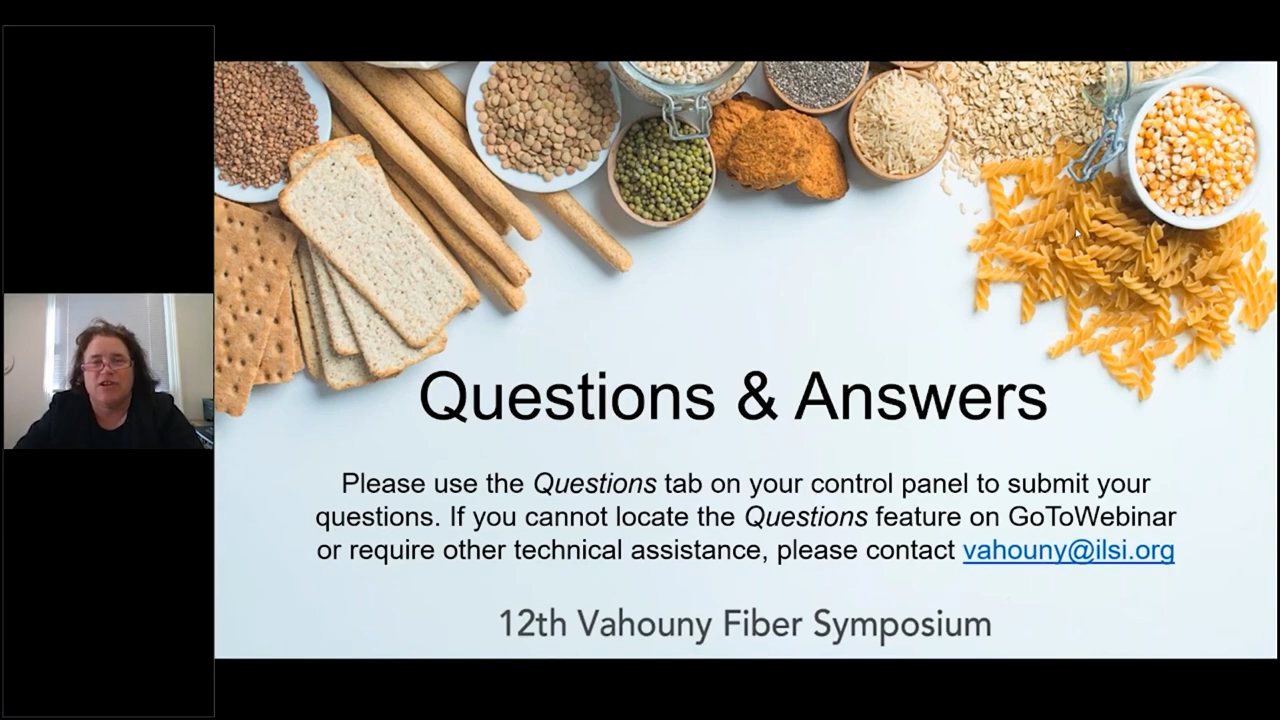 Questions & Answers
Please use the Questions tab on your control panel to submit your
questions. If you cannot locate the Questions feature on GoToWebinar
or require other technical assistance, please contact vahouny@ilsi.org
12th Vahouny Fiber Symposium